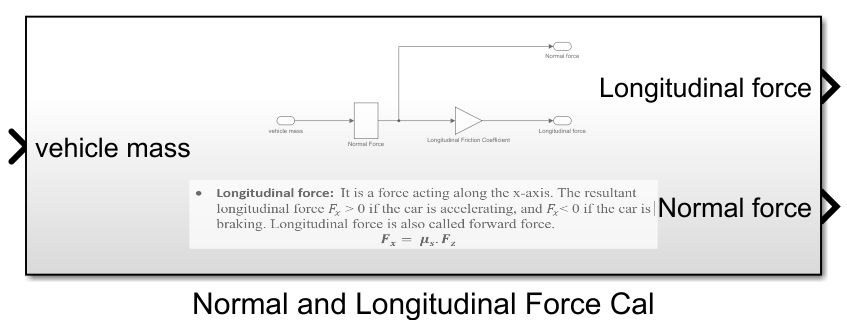 Normal force
Longitudinal force
vehicle mass
Normal Force
Longitudinal Friction Coefficient
Longitudinal force
vehicle mass
• Longitudinal force: It is a force acting along the x-axis. The resultant
longitudinal force Fx > 0 if the car is accelerating, and Fx< 0 if the car is
braking. Longitudinal force is also called forward force.
Fx = μs. Fz
Normal force
Normal and Longitudinal Force Cal